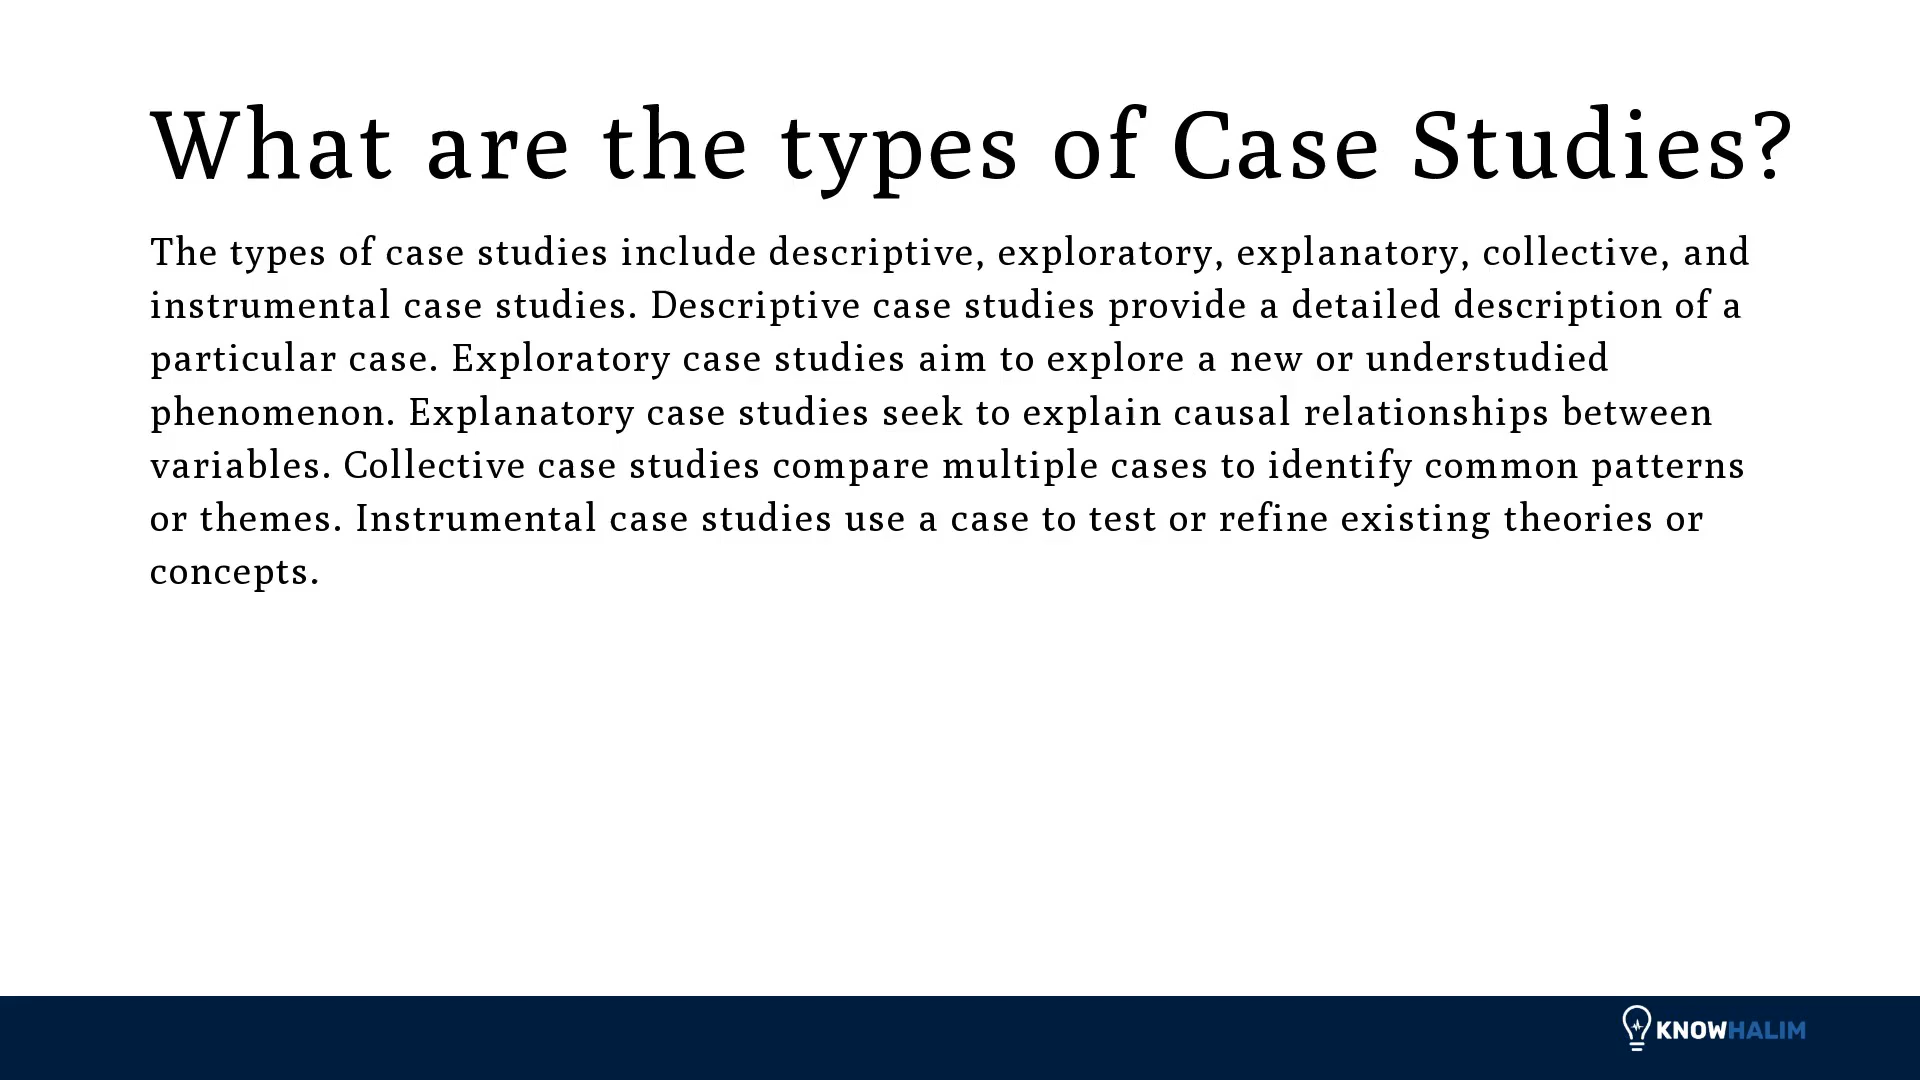 What are the types of Case Studies?
The types of case studies include descriptive, exploratory, explanatory, collective, and
instrumental case studies. Descriptive case studies provide a detailed description of a
particular case. Exploratory case studies aim to explore a new or understudied
phenomenon. Explanatory case studies seek to explain causal relationships between
variables. Collective case studies compare multiple cases to identify common patterns
or themes. Instrumental case studies use a case to test or refine existing theories or
concepts.
KNOWHALIM